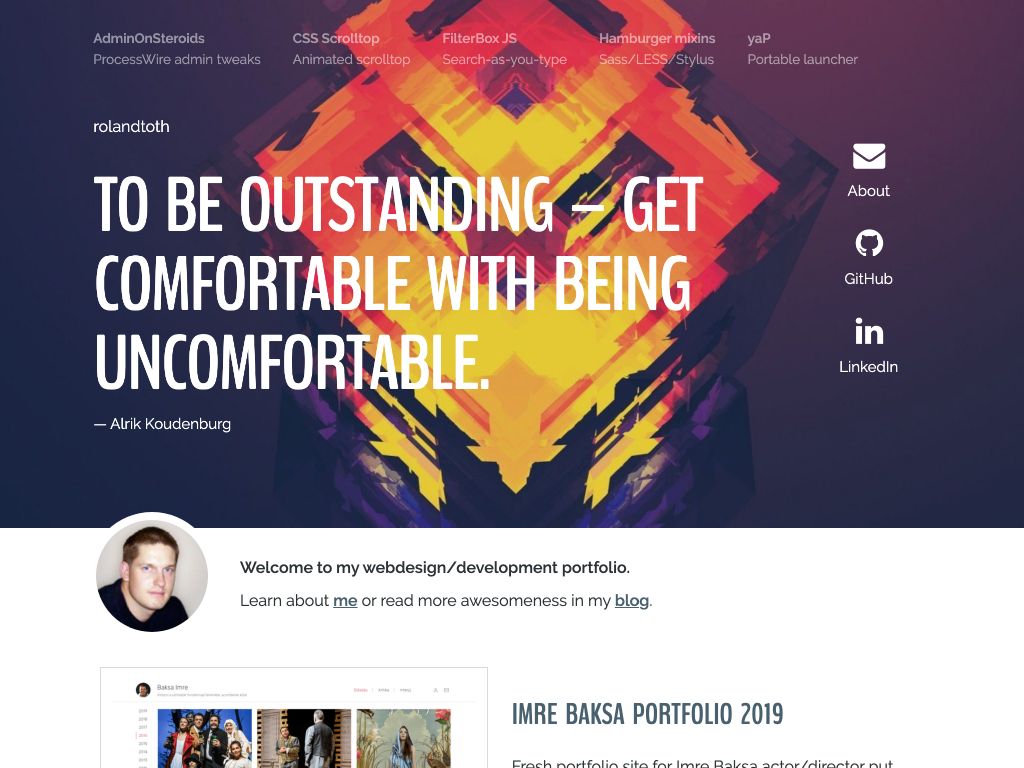 AdminOnSteroids
ProcessWire admin tweaks
CSS Scrolltop
Animated scrolltop
FilterBox JS
Search-as-you-type
Hamburger mixins
Sass/LESS/Stylus
yaP
Portable launcher
rolandtoth
TO BE OUTSTANDING – GET
COMFORTABLE WITH BEING
UNCOMFORTABLE.
— Alrik Koudenburg
About
GitHub
LinkedIn
Welcome to my webdesign/development portfolio.
Learn about me or read more awesomeness in my blog.
Baksa Imre
IMRE BAKSA PORTFOLIO 2019
Fresh portfolio site for Imre Baksa actor/director put